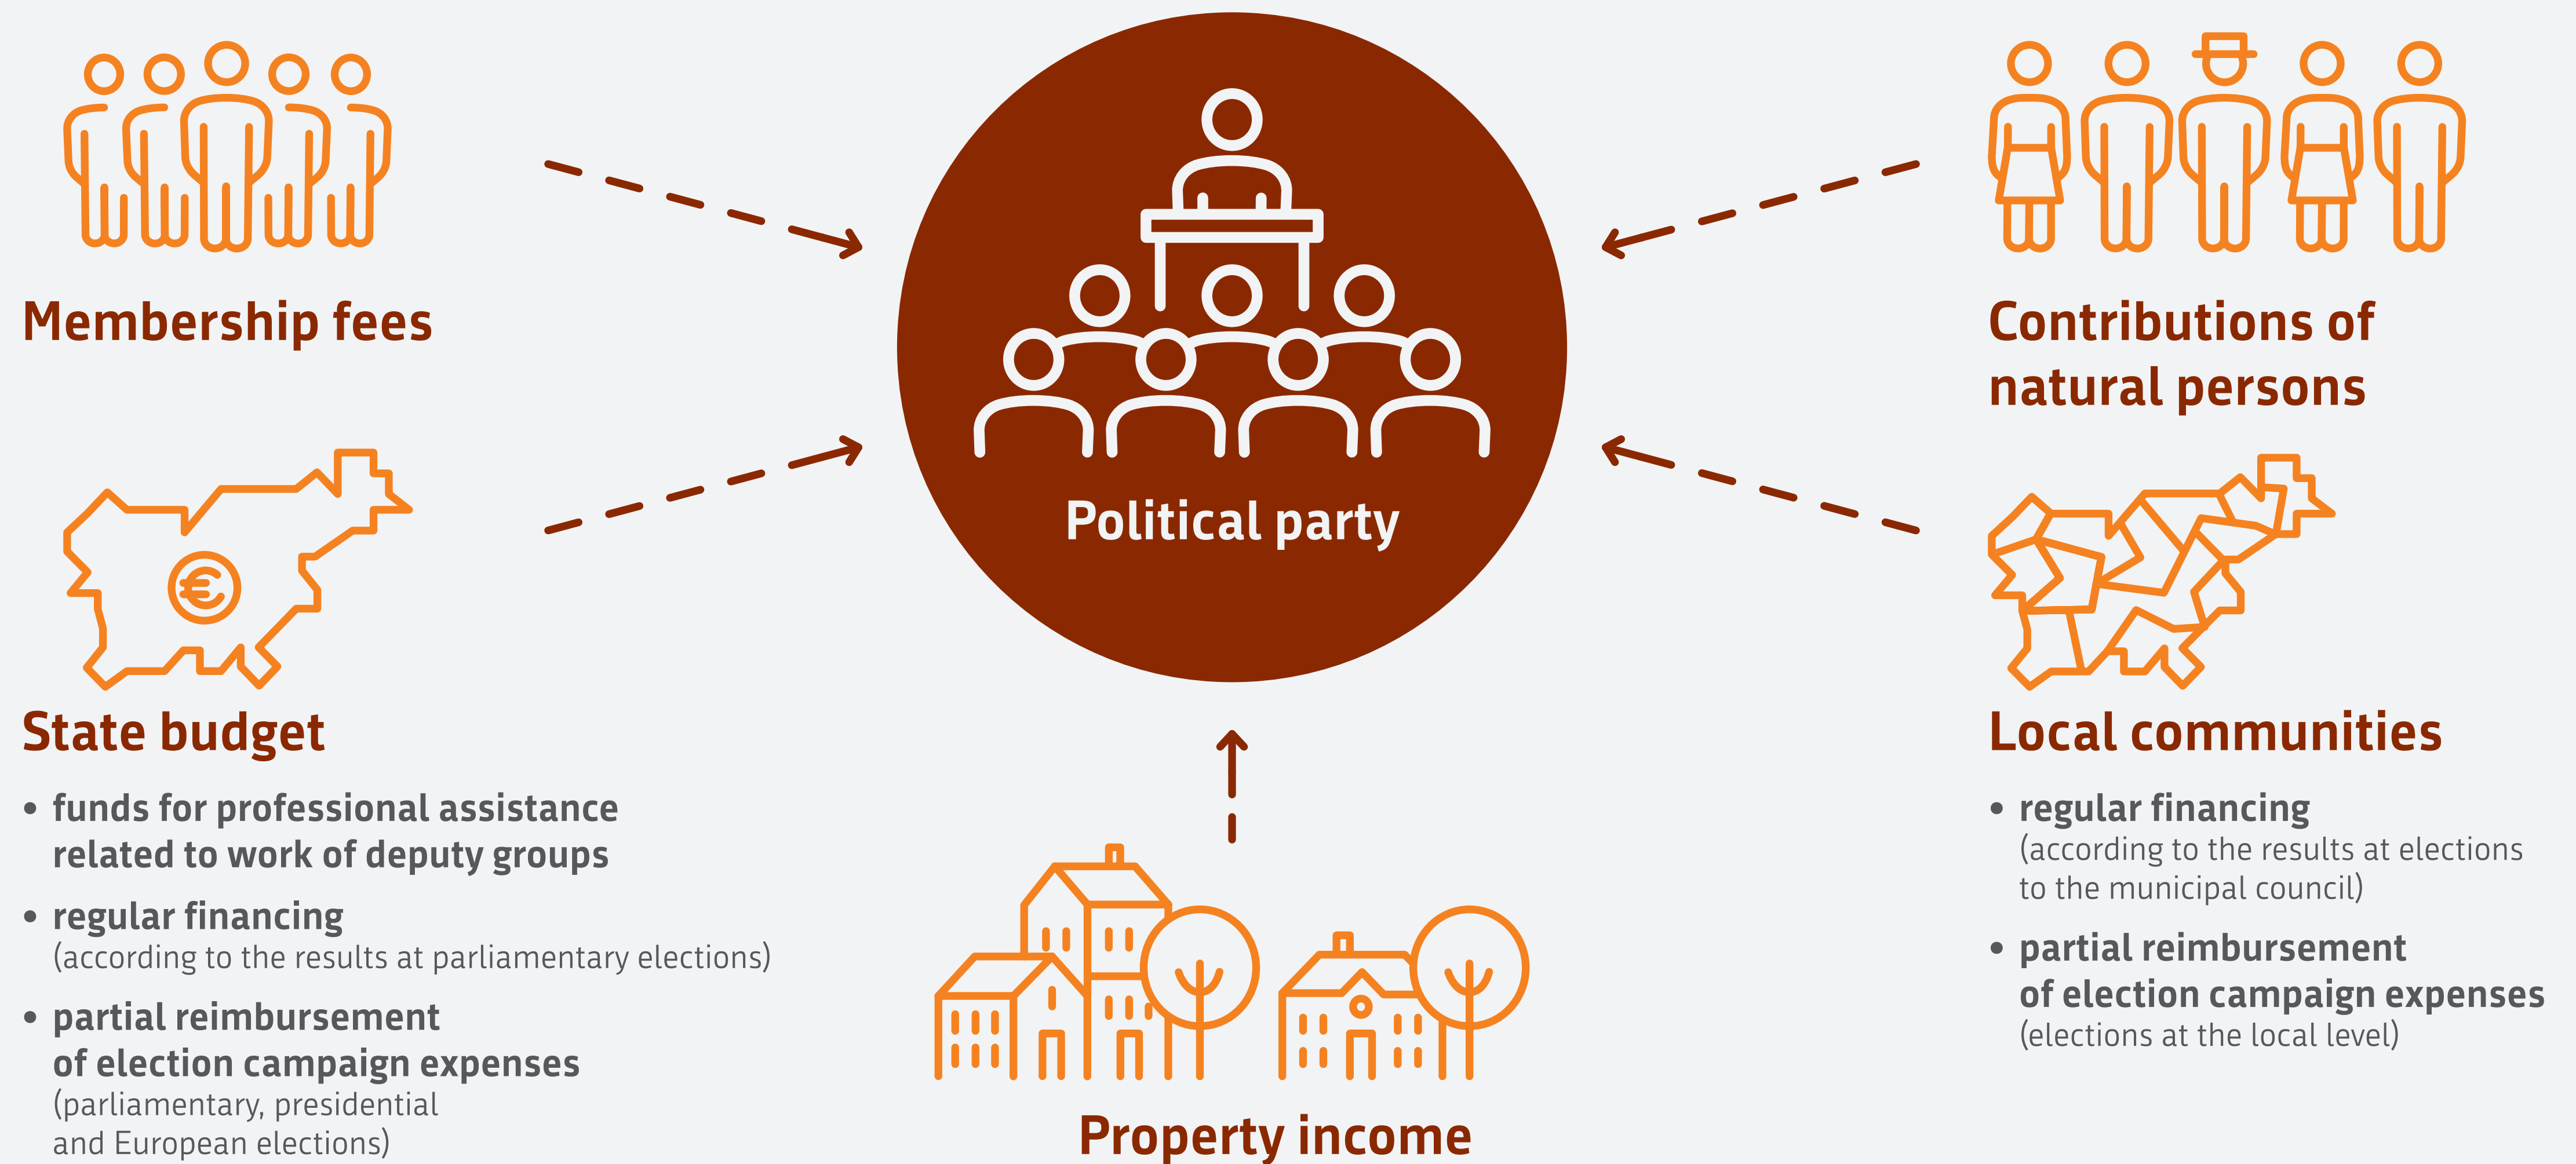 Membership fees
Political party
Contributions of
natural persons
State budget
• funds for professional assistance
related to work of deputy groups
• regular financing
(according to the results at parliamentary elections)
• partial reimbursement
of election campaign expenses
(parliamentary, presidential
and European elections)
€
Property income
Local communities
• regular financing
(according to the results at elections
to the municipal council)
• partial reimbursement
of election campaign expenses
(elections at the local level)